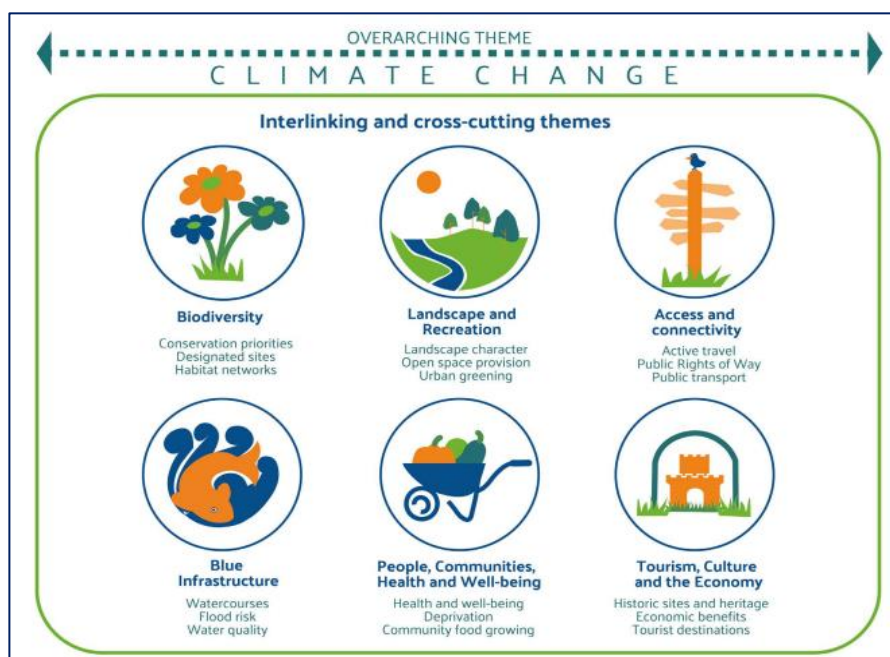 OVERARCHING THEME
CLIMATE CHANGE
Interlinking and cross-cutting themes
Biodiversity
Conservation priorities
Designated sites
Habitat networks
Landscape and
Recreation
Landscape character
Open space provision
Urban greening
Access and
connectivity
Active travel
Public Rights of Way
Public transport
Blue
Infrastructure
Watercourses
Flood risk
Water quality
People, Communities,
Health and Well-being
Health and well-being
Deprivation
Community food growing
Tourism, Culture
and the Economy
Historic sites and heritage
Economic benefits
Tourist destinations